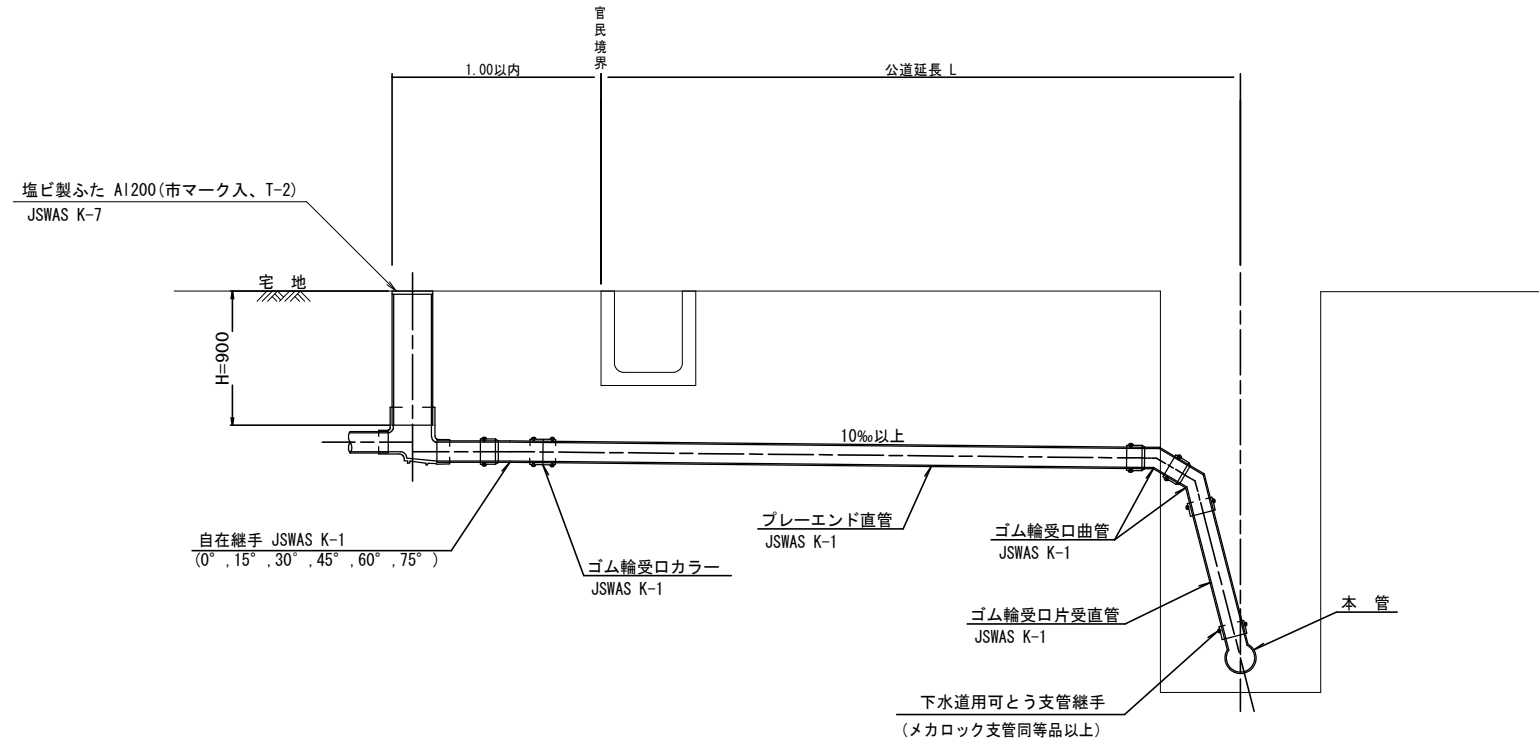 官民境界
1.00以内
公道延長 L
塩ビ製ふた AI200(市マーク入、T-2)
JSWAS K-7
宅 地
H=900
10‰以上
自在継手 JSWAS K-1
(0°,15°,30°,45°,60°,75°)
ゴム輪受口カラー
JSWAS K-1
プレーエンド直管
JSWAS K-1
ゴム輪受口曲管
JSWAS K-1
ゴム輪受口片受直管
JSWAS K-1
本 管
下水道用可とう支管継手
(メカロック支管同等品以上)